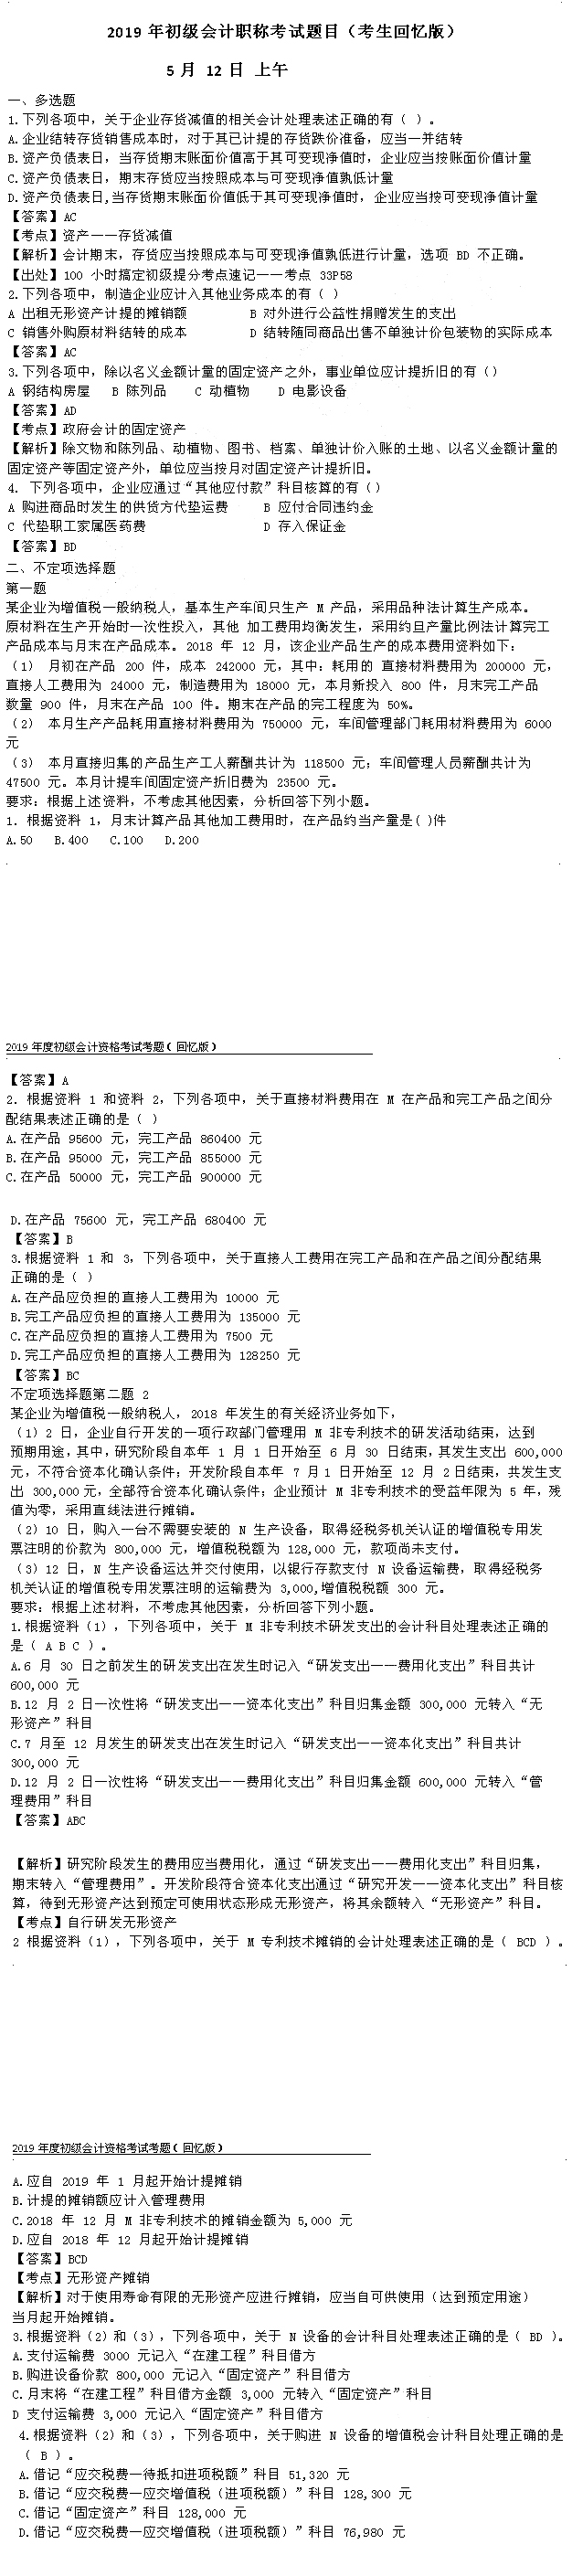 2019 年初级会计职称考试题目（考生回忆版）
5 月 12 日 上午
一、多选题
1.下列各项中，关于企业存货减值的相关会计处理表述正确的有（ ）。
A.企业结转存货销售成本时，对于其已计提的存货跌价准备，应当一并结转
B.资产负债表日，当存货期末账面价值高于其可变现净值时，企业应当按账面价值计量
C.资产负债表日，期末存货应当按照成本与可变现净值孰低计量
D.资产负债表日,当存货期末账面价值低于其可变现净值时，企业应当按可变现净值计量
【答案】AC
【考点】资产——存货减值
【解析】会计期末，存货应当按照成本与可变现净值孰低进行计量，选项 BD 不正确。
【出处】100 小时搞定初级提分考点速记——考点 33P58
2.下列各项中，制造企业应计入其他业务成本的有（ ）
A 出租无形资产计提的摊销额 B 对外进行公益性捐赠发生的支出
C 销售外购原材料结转的成本 D 结转随同商品出售不单独计价包装物的实际成本
【答案】AC
3.下列各项中，除以名义金额计量的固定资产之外，事业单位应计提折旧的有（）
A 钢结构房屋 B 陈列品 C 动植物 D 电影设备
【答案】AD
【考点】政府会计的固定资产
【解析】除文物和陈列品、动植物、图书、档案、单独计价入账的土地、以名义金额计量的
固定资产等固定资产外，单位应当按月对固定资产计提折旧。
4. 下列各项中，企业应通过“其他应付款”科目核算的有（）
A 购进商品时发生的供货方代垫运费 B 应付合同违约金
C 代垫职工家属医药费 D 存入保证金
【答案】BD
二、不定项选择题
第一题
某企业为增值税一般纳税人，基本生产车间只生产 M 产品，采用品种法计算生产成本。
原材料在生产开始时一次性投入，其他 加工费用均衡发生，采用约旦产量比例法计算完工
产品成本与月末在产品成本。2018 年 12 月，该企业产品生产的成本费用资料如下：
（1） 月初在产品 200 件，成本 242000 元，其中：耗用的 直接材料费用为 200000 元，
直接人工费用为 24000 元，制造费用为 18000 元，本月新投入 800 件，月末完工产品
数量 900 件，月末在产品 100 件。期末在产品的完工程度为 50%。
（2） 本月生产产品耗用直接材料费用为 750000 元，车间管理部门耗用材料费用为 6000
元
（3） 本月直接归集的产品生产工人薪酬共计为 118500 元；车间管理人员薪酬共计为
47500 元。本月计提车间固定资产折旧费为 23500 元。
要求：根据上述资料，不考虑其他因素，分析回答下列小题。
1．根据资料 1，月末计算产品其他加工费用时，在产品约当产量是( )件
A.50 B.400 C.100 D.200
2019 年度初级会计资格考试考题（ 回忆版）
【答案】A
2．根据资料 1 和资料 2，下列各项中，关于直接材料费用在 M 在产品和完工产品之间分
配结果表述正确的是（ ）
A.在产品 95600 元，完工产品 860400 元
B.在产品 95000 元，完工产品 855000 元
C.在产品 50000 元，完工产品 900000 元
D.在产品 75600 元，完工产品 680400 元
【答案】B
3.根据资料 1 和 3，下列各项中，关于直接人工费用在完工产品和在产品之间分配结果
正确的是（ ）
A.在产品应负担的直接人工费用为 10000 元
B.完工产品应负担的直接人工费用为 135000 元
C.在产品应负担的直接人工费用为 7500 元
D.完工产品应负担的直接人工费用为 128250 元
【答案】BC
不定项选择题第二题 2
某企业为增值税一般纳税人，2018 年发生的有关经济业务如下，
（1）2 日，企业自行开发的一项行政部门管理用 M 非专利技术的研发活动结束，达到
预期用途,其中,研究阶段自本年 1 月 1 日开始至 6 月 30 日结束,其发生支出 600,000
元，不符合资本化确认条件；开发阶段自本年 7 月1 日开始至 12 月 2日结束，共发生支
出 300,000元,全部符合资本化确认条件；企业预计 M 非专利技术的受益年限为 5 年,残
值为零，采用直线法进行摊销。
（2）10 日，购入一台不需要安装的 N 生产设备，取得经税务机关认证的增值税专用发
票注明的价款为 800,000 元，增值税税额为 128,000 元，款项尚未支付。
（3）12 日，N 生产设备运达并交付使用，以银行存款支付 N 设备运输费，取得经税务
机关认证的增值税专用发票注明的运输费为 3,000,增值税税额 300 元。
要求：根据上述材料，不考虑其他因素，分析回答下列小题。
1.根据资料（1），下列各项中，关于 M 非专利技术研发支出的会计科目处理表述正确的
是（ A B C ）。
A.6 月 30 日之前发生的研发支出在发生时记入“研发支出——费用化支出”科目共计
600,000 元
B.12 月 2 日一次性将“研发支出——资本化支出”科目归集金额 300,000 元转入“无
形资产”科目
C.7 月至 12 月发生的研发支出在发生时记入“研发支出——资本化支出”科目共计
300,000 元
D.12 月 2 日一次性将“研发支出——费用化支出”科目归集金额 600,000 元转入“管
理费用”科目
【答案】ABC
【解析】研究阶段发生的费用应当费用化，通过“研发支出——费用化支出”科目归集，
期末转入“管理费用”。开发阶段符合资本化支出通过“研究开发——资本化支出”科目核
算，待到无形资产达到预定可使用状态形成无形资产，将其余额转入“无形资产”科目。
【考点】自行研发无形资产
2 根据资料（1），下列各项中，关于 M 专利技术摊销的会计处理表述正确的是（ BCD ）。
2019 年度初级会计资格考试考题（ 回忆版）
A.应自 2019 年 1 月起开始计提摊销
B.计提的摊销额应计入管理费用
C.2018 年 12 月 M 非专利技术的摊销金额为 5,000 元
D.应自 2018 年 12 月起开始计提摊销
【答案】BCD
【考点】无形资产摊销
【解析】对于使用寿命有限的无形资产应进行摊销，应当自可供使用（达到预定用途）
当月起开始摊销。
3.根据资料（2）和（3），下列各项中，关于 N 设备的会计科目处理表述正确的是（ BD ）。
A.支付运输费 3000 元记入“在建工程”科目借方
B.购进设备价款 800,000 元记入“固定资产”科目借方
C.月末将“在建工程”科目借方金额 3,000 元转入“固定资产”科目
D 支付运输费 3,000 元记入“固定资产”科目借方
4.根据资料（2）和（3），下列各项中，关于购进 N 设备的增值税会计科目处理正确的是
（ B ）。
A.借记“应交税费—待抵扣进项税额”科目 51,320 元
B.借记“应交税费—应交增值税（进项税额）”科目 128,300 元
C.借记“固定资产”科目 128,000 元
D.借记“应交税费—应交增值税（进项税额）”科目 76,980 元